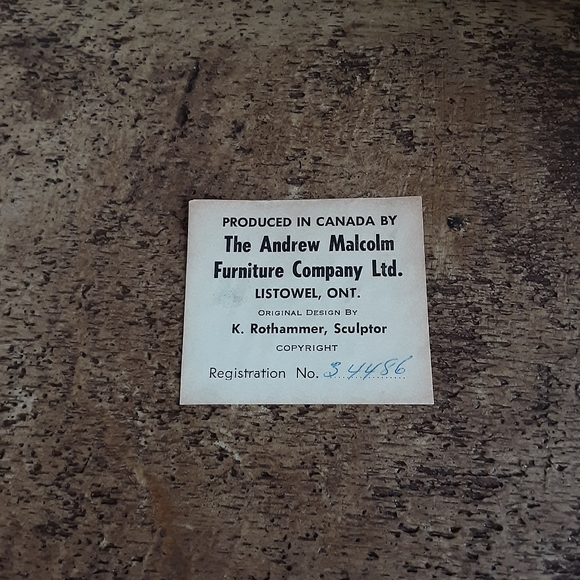 PRODUCED IN CANADA BY
The Andrew Malcolm
Furniture Company Ltd.
LISTOWEL, ONT.
ORIGINAL DESIGN BY
K. Rothammer, Sculptor
COPYRIGHT
Registration No. 34486